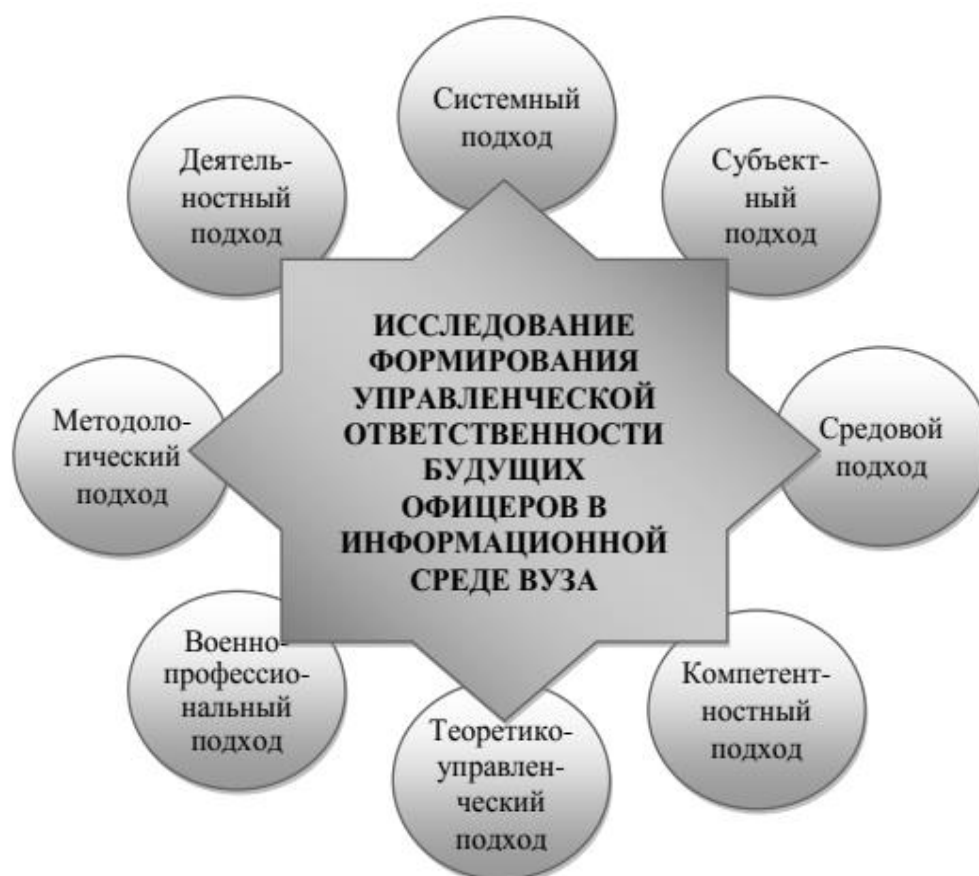 Системный
подход
Деятель-
ностный
подход
Субъект-
ный
подход
ИССЛЕДОВАНИЕ
ФОРМИРОВАНИЯ
УПРАВЛЕНЧЕСКОЙ
ОТВЕТСТВЕННОСТИ
БУДУЩИХ
ОФИЦЕРОВ В
ИНФОРМАЦИОННОЙ
СРЕДЕ ВУЗА
Методоло-
гический
подход
Средовой
подход
Военно-
профессио-
нальный
подход
Теоретико-
управлен-
ческий
подход
Компетент-
ностный
подход